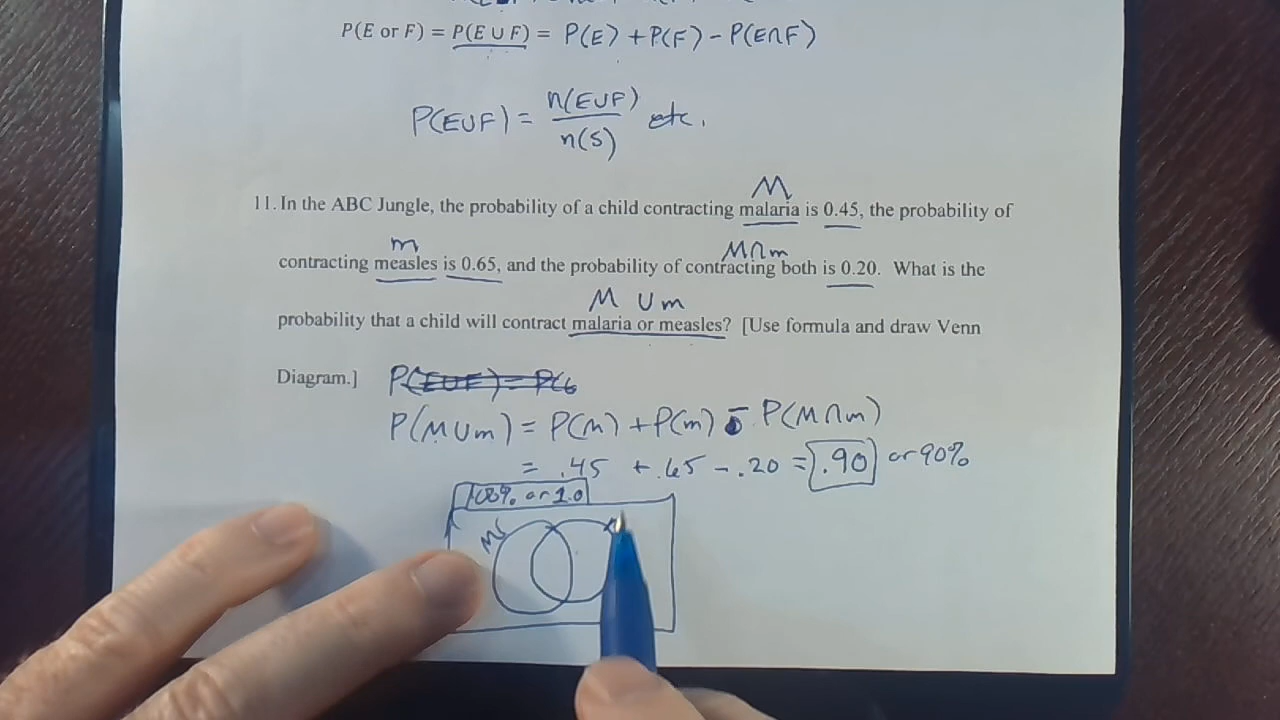 P(E or F) = P(E ∪ F) = P(E) + P(F) - P(E∩F)
P(E∪F) = n(E∪F) / n(S) etc.
M
11. In the ABC Jungle, the probability of a child contracting malaria is 0.45, the probability of
m M∩m
contracting measles is 0.65, and the probability of contracting both is 0.20. What is the
M ∪ m
probability that a child will contract malaria or measles? [Use formula and draw Venn
Diagram.]
P(M∪m) = P(M) + P(m) - P(M∩m)
= .45 + .65 - .20 = .90 or 90%
100% or 1.0
M